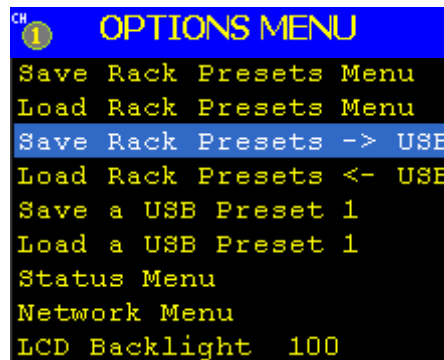 CH
1
OPTIONS MENU
Save Rack Presets Menu
Load Rack Presets Menu
Save Rack Presets -> USB
Load Rack Presets <- USB
Save a USB Preset 1
Load a USB Preset 1
Status Menu
Network Menu
LCD Backlight 100